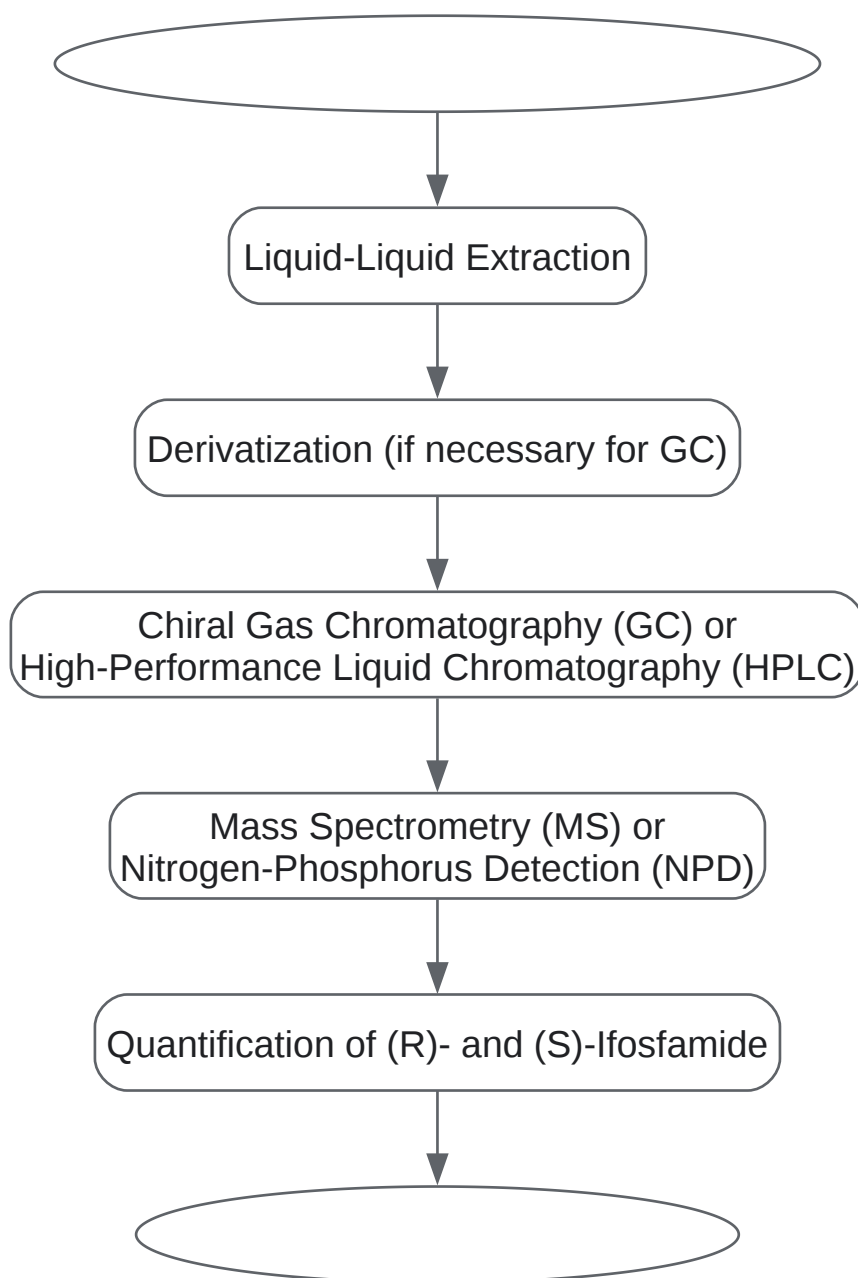 Liquid-Liquid Extraction
Derivatization (if necessary for GC)
Chiral Gas Chromatography (GC) or
High-Performance Liquid Chromatography (HPLC)
Mass Spectrometry (MS) or
Nitrogen-Phosphorus Detection (NPD)
Quantification of (R)- and (S)-Ifosfamide